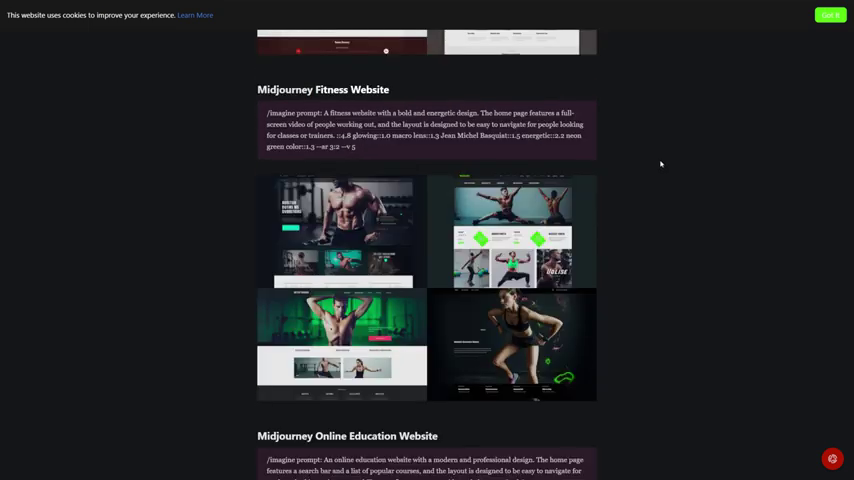 This website uses cookies to improve your experience. Learn More
Got It
Midjourney Fitness Website
/imagine prompt: A fitness website with a bold and energetic design. The home page features a full-
screen video of people working out, and the layout is designed to be easy to navigate for people looking
for classes or trainers. ::4.8 glowing::1.0 macro lens::1.3 Jean Michel Basquiat::1.5 energetic::2.2 neon
green color::1.3 --ar 3:2 --v 5
Midjourney Online Education Website
/imagine prompt: An online education website with a modern and professional design. The home page
features a search bar and a list of popular courses, and the layout is designed to be easy to navigate for